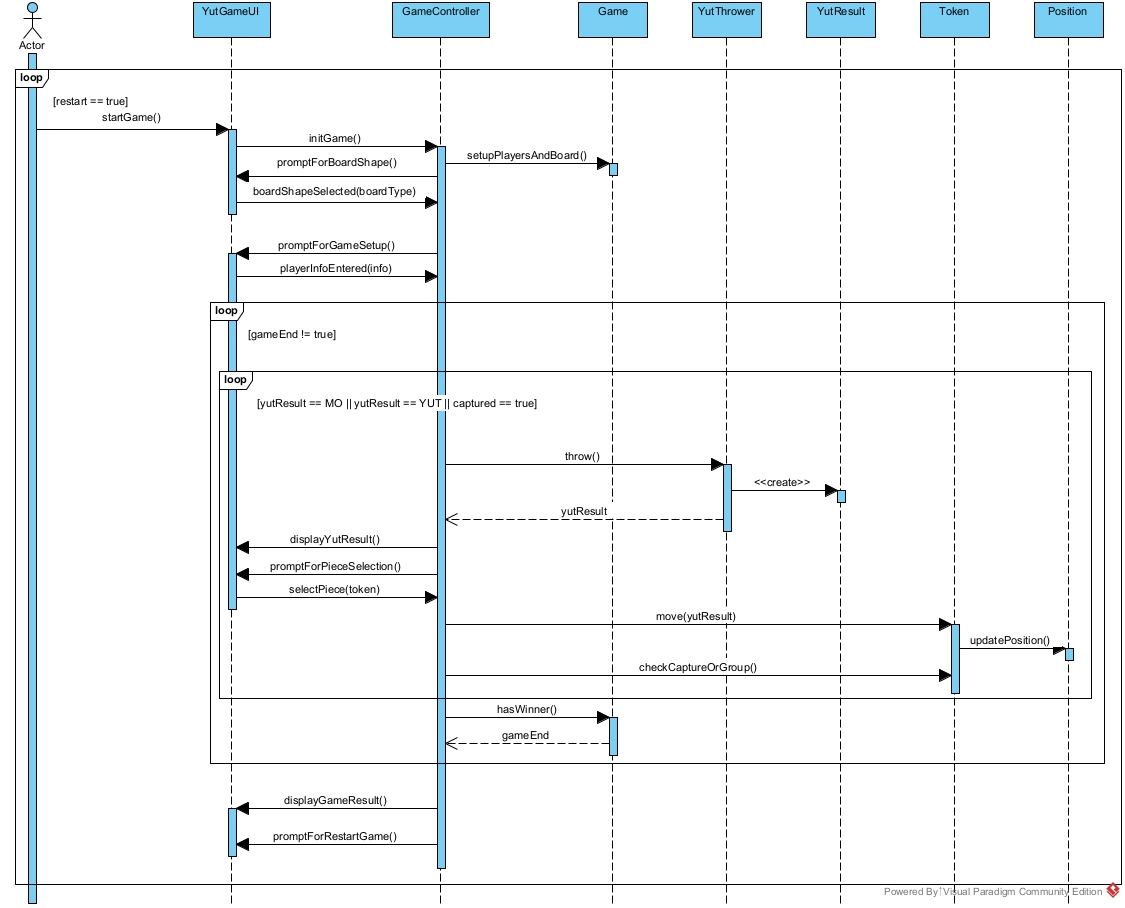 YutGameUI
GameController
Game
YutThrower
YutResult
Token
Position
Actor
loop
[restart == true]
startGame()
initGame()
setupPlayersAndBoard()
promptForBoardShape()
boardShapeSelected(boardType)
promptForGameSetup()
playerInfoEntered(info)
loop
[gameEnd != true]
loop
[yutResult == MO || yutResult == YUT || captured == true]
throw()
<<create>>
yutResult
displayYutResult()
promptForPieceSelection()
selectPiece(token)
move(yutResult)
updatePosition()
checkCaptureOrGroup()
hasWinner()
gameEnd
displayGameResult()
promptForRestartGame()
Powered By Visual Paradigm Community Edition